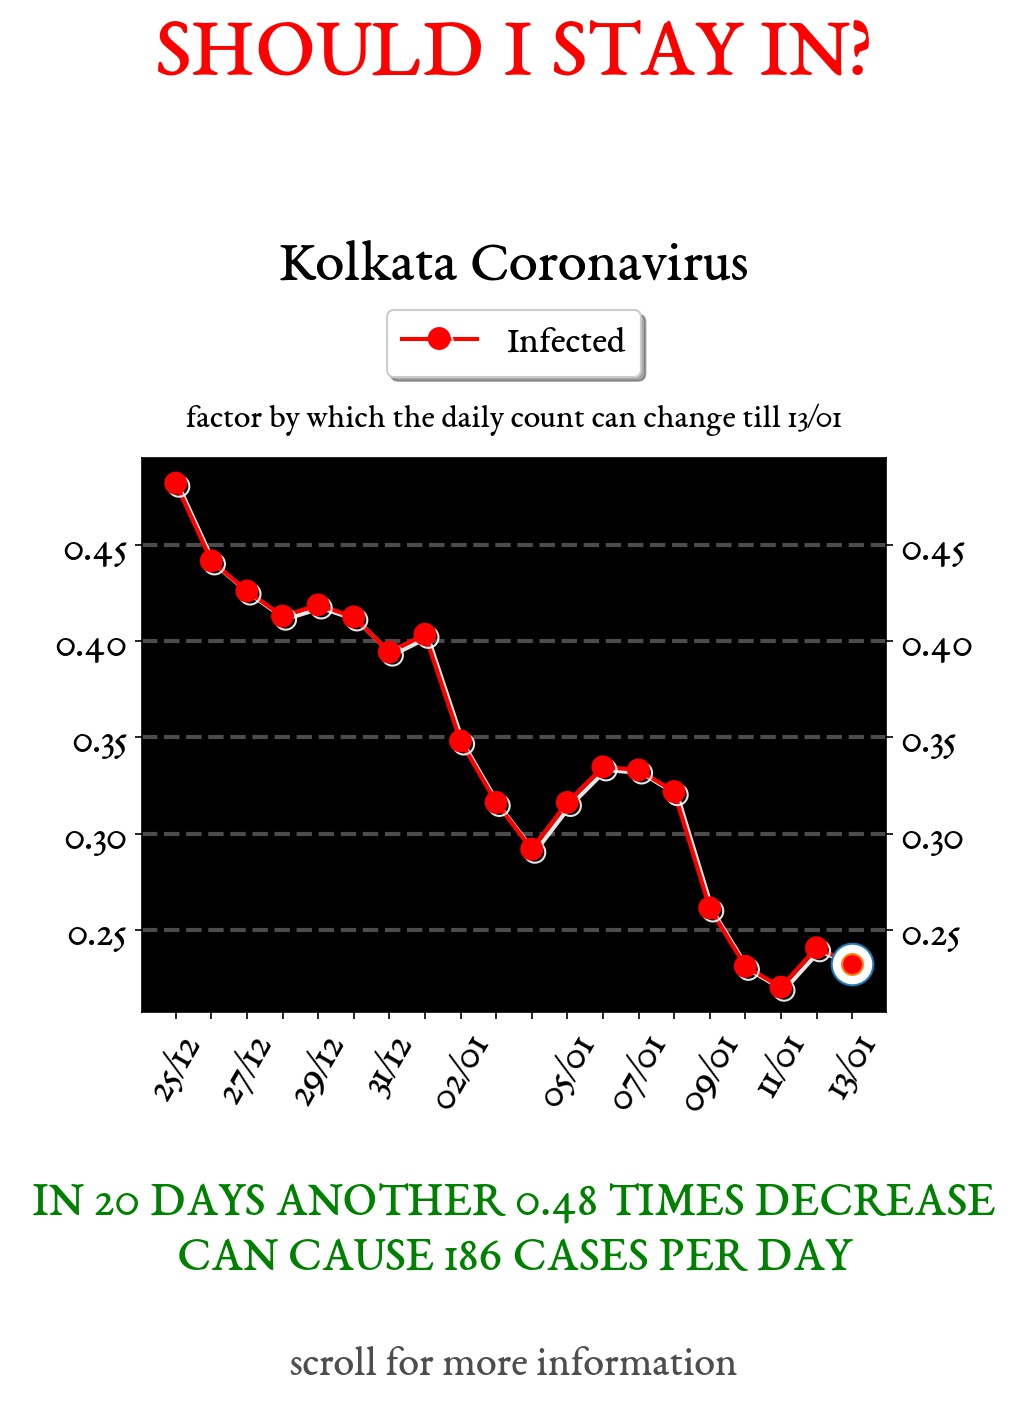 SHOULD I STAY IN?
Kolkata Coronavirus
Infected
factor by which the daily count can change till 13/01
0.45 0.45
0.40 0.40
0.35 0.35
0.30 0.30
0.25 0.25
25/12 27/12 29/12 31/12 02/01 05/01 07/01 09/01 11/01 13/01
IN 20 DAYS ANOTHER 0.48 TIMES DECREASE
CAN CAUSE 186 CASES PER DAY
scroll for more information